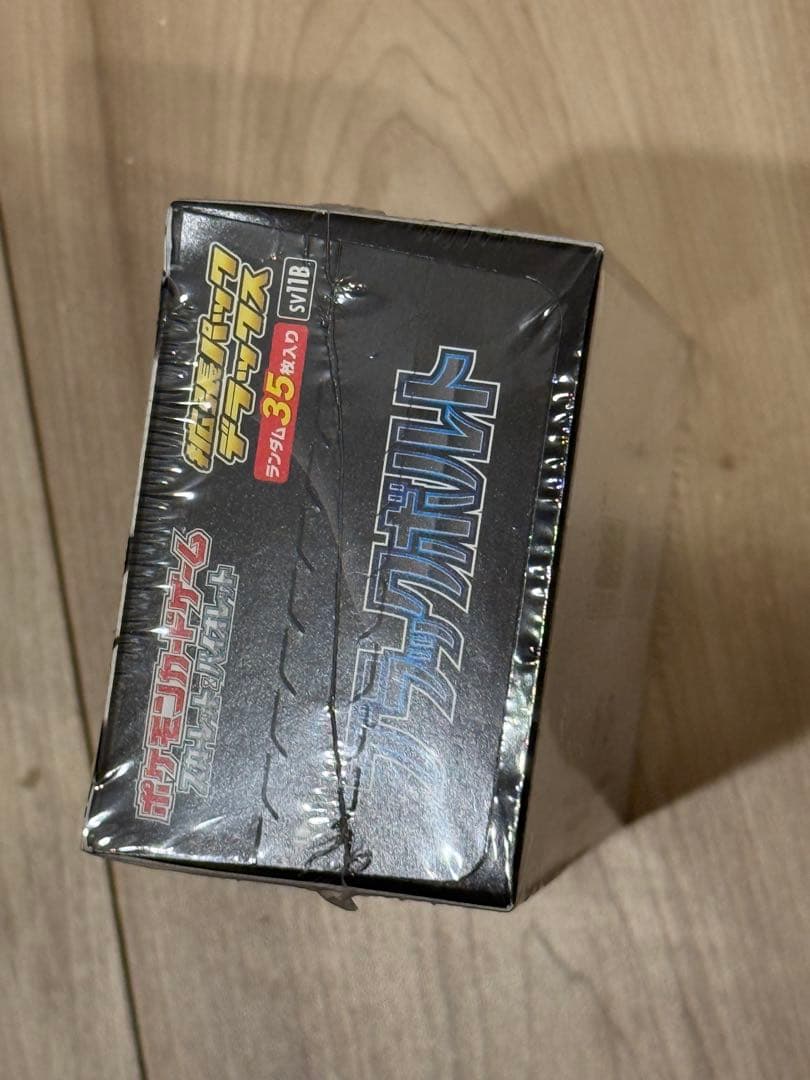 ポケモンカードゲーム
スカーレット&バイオレット
拡張パック
デラックス
ランダム35枚入り
sv11B
ブラックボルト